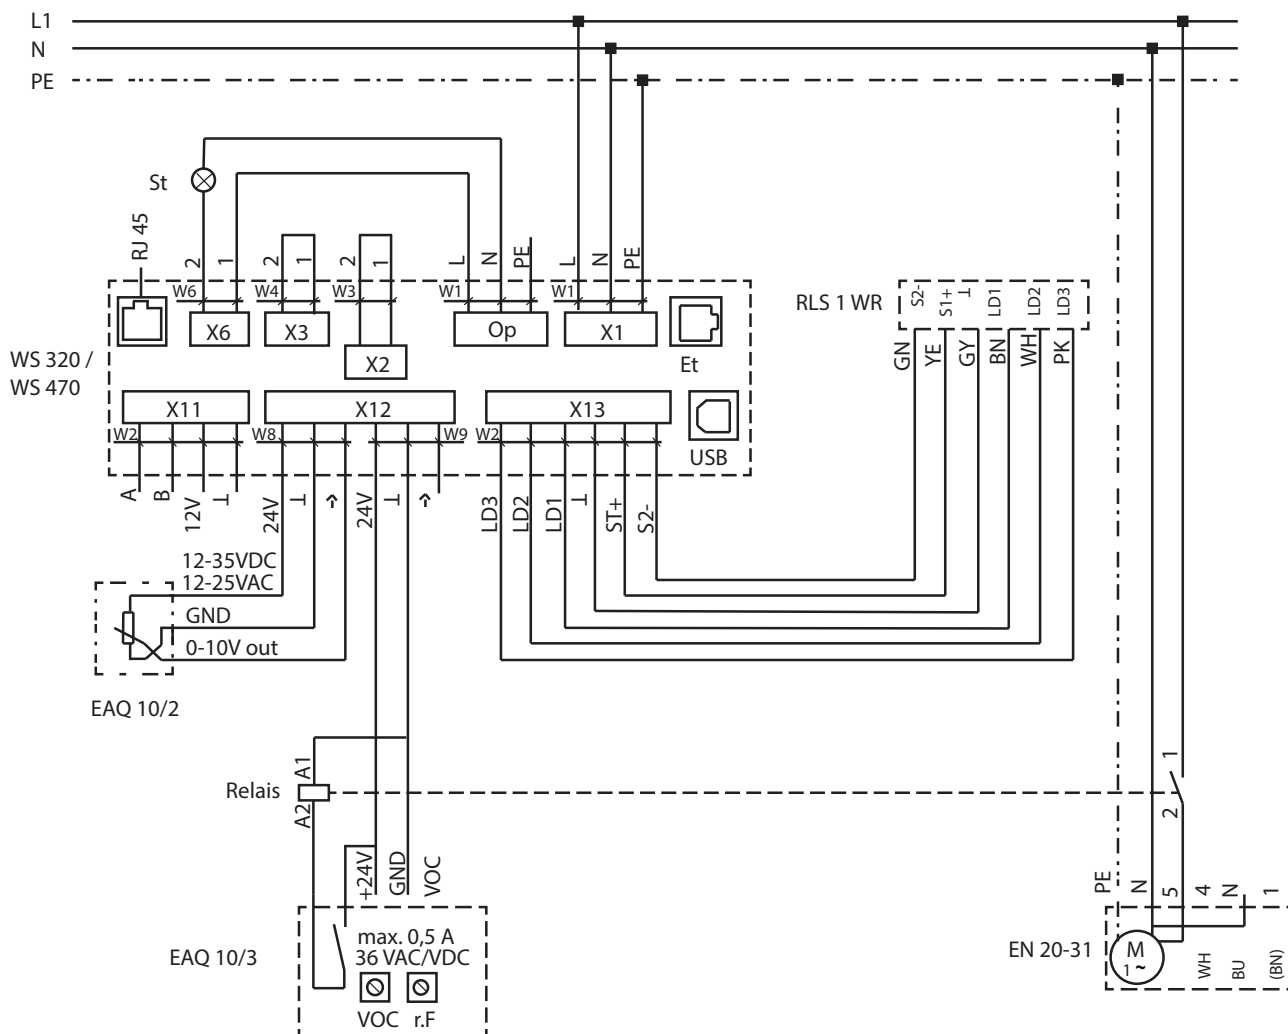 L1
N
PE
St
RJ 45
2
1
2
1
2
1
L
N
PE
L
N
PE
W6
W4
W3
W1
W1
X6
X3
X2
Op
X1
Et
WS 320 /
WS 470
X11
X12
X13
USB
W2
W8
W9
W2
A
B
12V
⊥
24V
⊥
24V
⊥
LD3
LD2
LD1
⊥
ST+
S2-
RLS 1 WR
S2-
S1+
⊥
LD1
LD2
LD3
GN
YE
GY
BN
WH
PK
12-35VDC
12-25VAC
GND
0-10V out
EAQ 10/2
Relais
A1
A2
1
2
+24V
GND
VOC
EAQ 10/3
max. 0,5 A
36 VAC/VDC
VOC
r.F
PE
N
5
4
N
1
EN 20-31
M
1 ~
WH
BU
(BN)